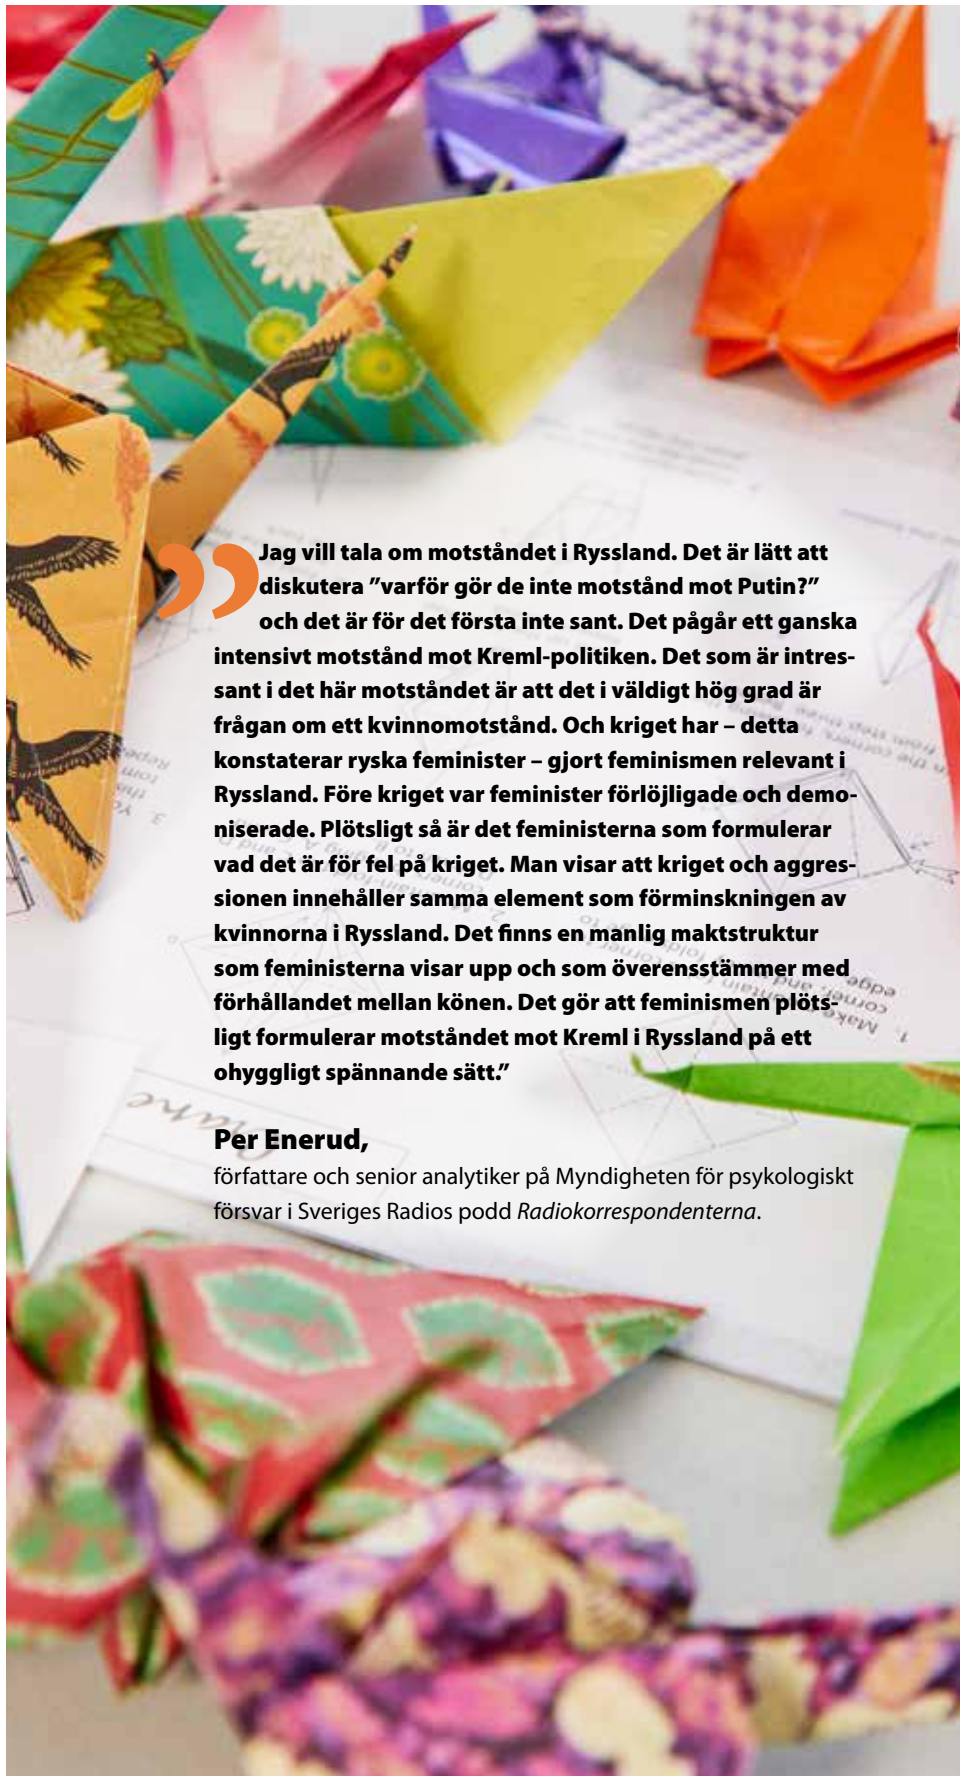 ”
Jag vill tala om motståndet i Ryssland. Det är lätt att
diskutera ”varför gör de inte motstånd mot Putin?”
och det är för det första inte sant. Det pågår ett ganska
intensivt motstånd mot Kreml-politiken. Det som är intres-
sant i det här motståndet är att det i väldigt hög grad är
frågan om ett kvinnomotstånd. Och kriget har – detta
konstaterar ryska feminister – gjort feminismen relevant i
Ryssland. Före kriget var feminister förlöjligade och demo-
niserade. Plötsligt så är det feministerna som formulerar
vad det är för fel på kriget. Man visar att kriget och aggres-
sionen innehåller samma element som förminskningen av
kvinnorna i Ryssland. Det finns en manlig maktstruktur
som feministerna visar upp och som överensstämmer med
förhållandet mellan könen. Det gör att feminismen plöts-
ligt formulerar motståndet mot Kreml i Ryssland på ett
ohyggligt spännande sätt.”
Per Enerud,
författare och senior analytiker på Myndigheten för psykologiskt
försvar i Sveriges Radios podd Radiokorrespondenterna.